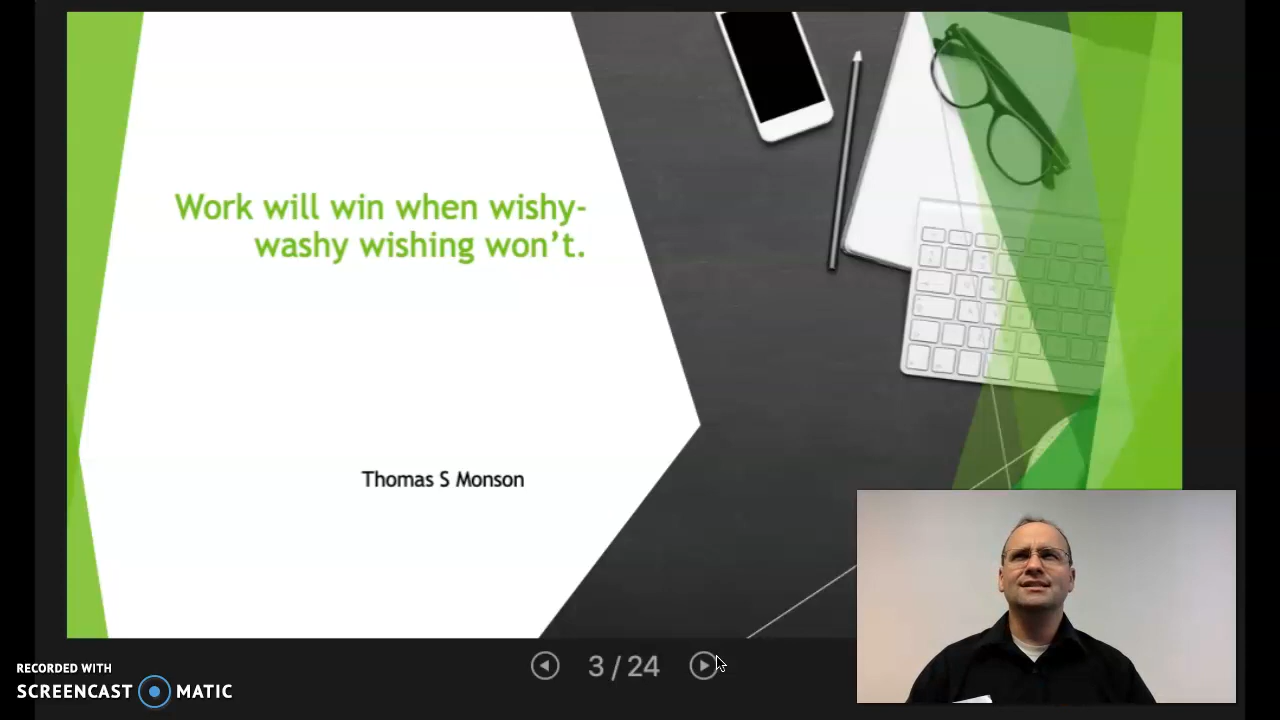 Work will win when wishy-
washy wishing won’t.
Thomas S Monson
3 / 24
RECORDED WITH
SCREENCAST MATIC